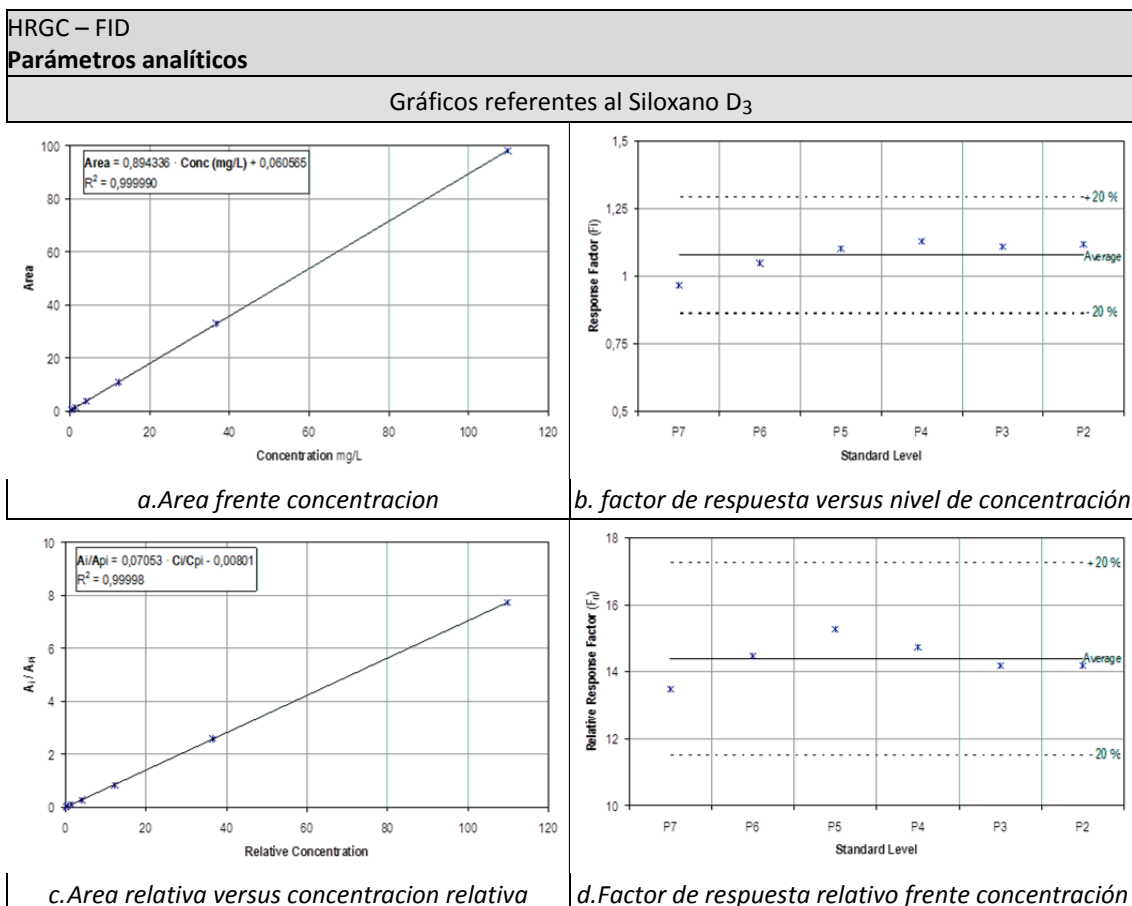 HRGC – FID
Parámetros analíticos
Gráficos referentes al Siloxano D3
100
80
60
40
20
0
Area
Area = 0,894336 · Conc (mg/L) + 0,060565
R2 = 0,999990
0 20 40 60 80 100 120
Concentration mg/L
a.Area frente concentracion
1,5
1,25
1
0,75
0,5
Response Factor (Fi)
+20 %
Average
-20 %
P7 P6 P5 P4 P3 P2
Standard Level
b. factor de respuesta versus nivel de concentración
10
8
6
4
2
0
Ai / Api
Ai/Api = 0,07053 · Ci/Cpi - 0,00801
R2 = 0,99998
0 20 40 60 80 100 120
Relative Concentration
c.Area relativa versus concentracion relativa
18
16
14
12
10
Relative Response Factor (Fri)
+20 %
Average
-20 %
P7 P6 P5 P4 P3 P2
Standard Level
d.Factor de respuesta relativo frente concentración